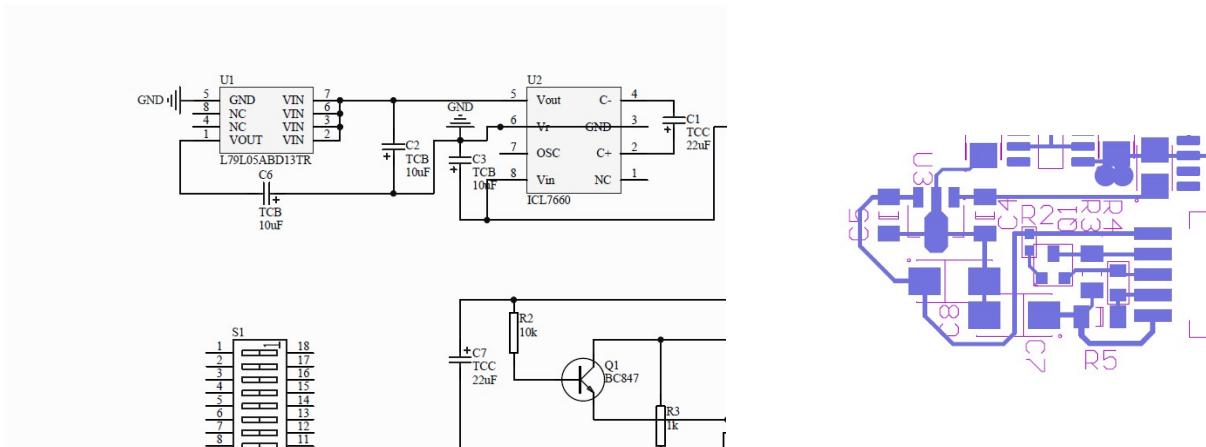 U1
U2
GND
5 GND VIN 7
8 NC VIN 6
4 NC VIN 3
1 VOUT VIN 2
L79L05ABD13TR
GND
5 Vout C- 4
6 Vr GND 3
7 OSC C+ 2
8 Vin NC 1
ICL7660
C1
TCC
22uF
C2
TCB
10uF
C3
TCB
10uF
C6
TCB
10uF
S1
1
1 18
2 17
3 16
4 15
5 14
6 13
7 12
8 11
R2
10k
C7
TCC
22uF
Q1
BC847
R3
1k
U3
C5
C4
R2
Q1
R3
R4
C8
C7
R5